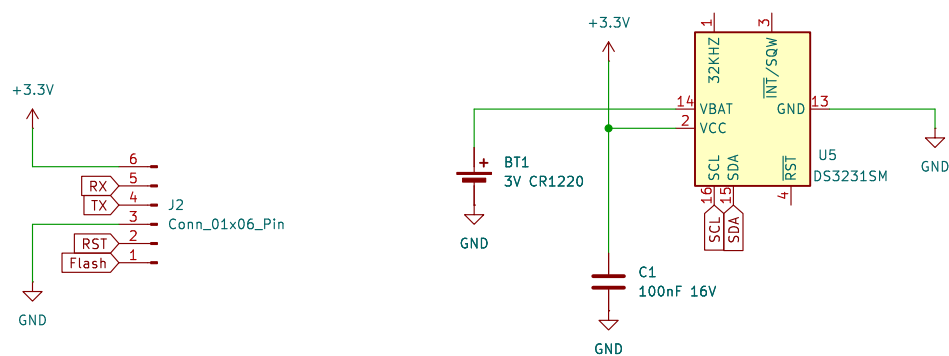 +3.3V
6
RX
5
TX
4
J2
3
Conn_01x06_Pin
RST
2
Flash
1
GND
+3.3V
1
3
32KHZ
INT/SQW
14
VBAT
GND
13
2
VCC
GND
SCL
SDA
RST
U5
DS3231SM
16
15
4
SCL
SDA
+
BT1
3V CR1220
GND
C1
100nF 16V
GND